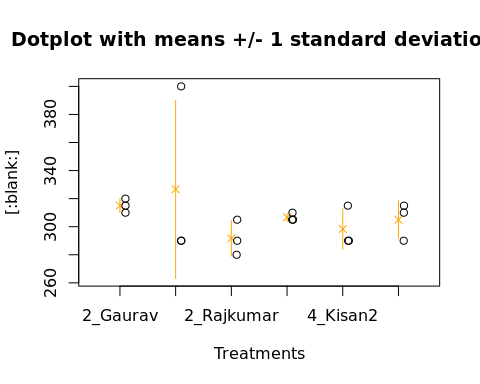 Dotplot with means +/- 1 standard deviatio
[:blank:]
380
340
300
260
2_Gaurav 2_Rajkumar 4_Kisan2
Treatments